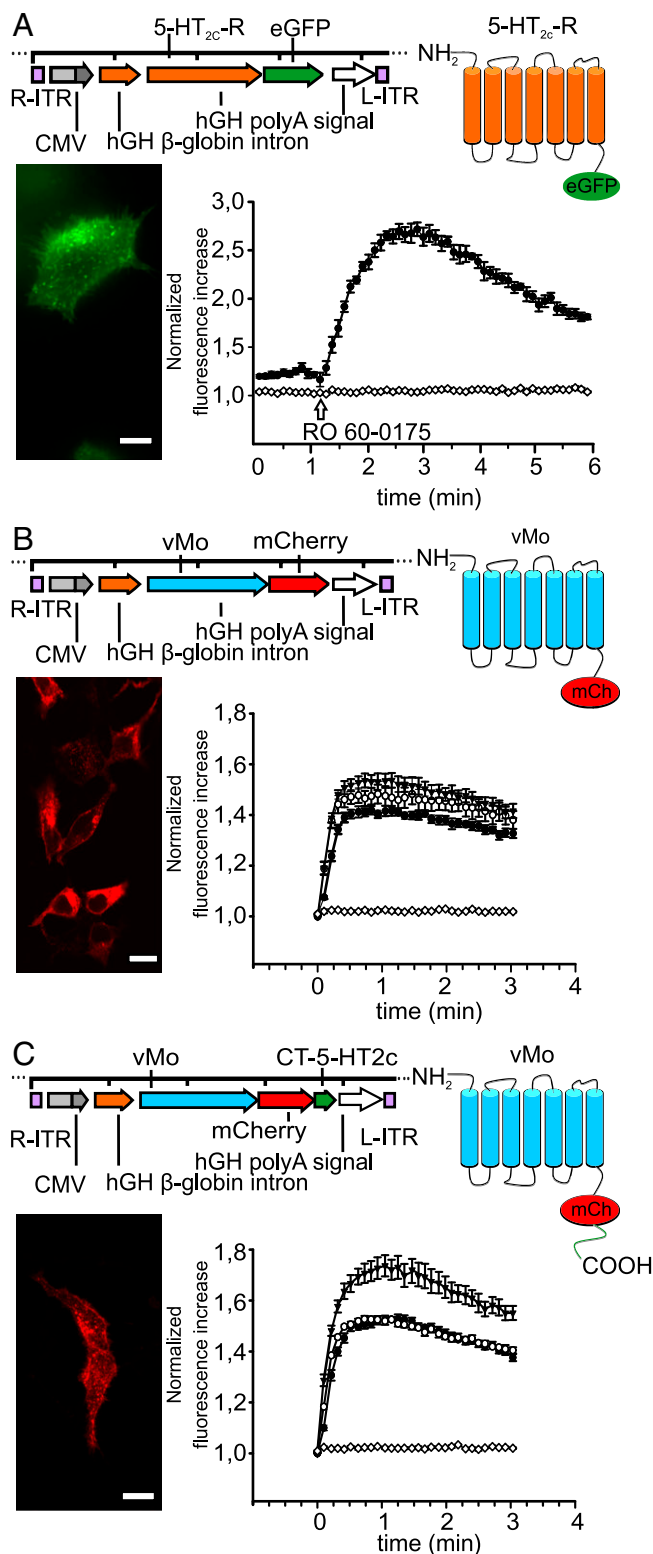 A
5-HT2C-R
eGFP
R-ITR
L-ITR
hGH polyA signal
CMV
hGH β-globin intron
5-HT2C-R
NH2
eGFP
Normalized
fluorescence increase
3,0
2,5
2,0
1,5
1,0
RO 60-0175
0 1 2 3 4 5 6
time (min)
B
vMo
mCherry
R-ITR
L-ITR
hGH polyA signal
CMV
hGH β-globin intron
vMo
NH2
mCh
Normalized
fluorescence increase
1,8
1,6
1,4
1,2
1,0
0 1 2 3 4
time (min)
C
vMo
CT-5-HT2c
R-ITR
mCherry
L-ITR
hGH polyA signal
CMV
hGH β-globin intron
vMo
NH2
mCh
COOH
Normalized
fluorescence increase
1,8
1,6
1,4
1,2
1,0
0 1 2 3 4
time (min)